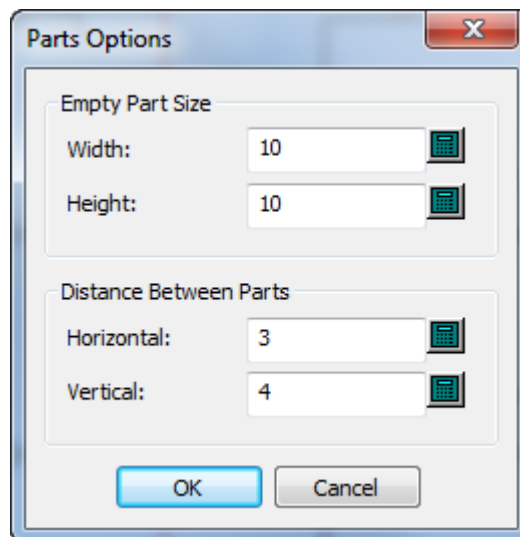 Parts Options
Empty Part Size
Width: 10
Height: 10
Distance Between Parts
Horizontal: 3
Vertical: 4
OK Cancel